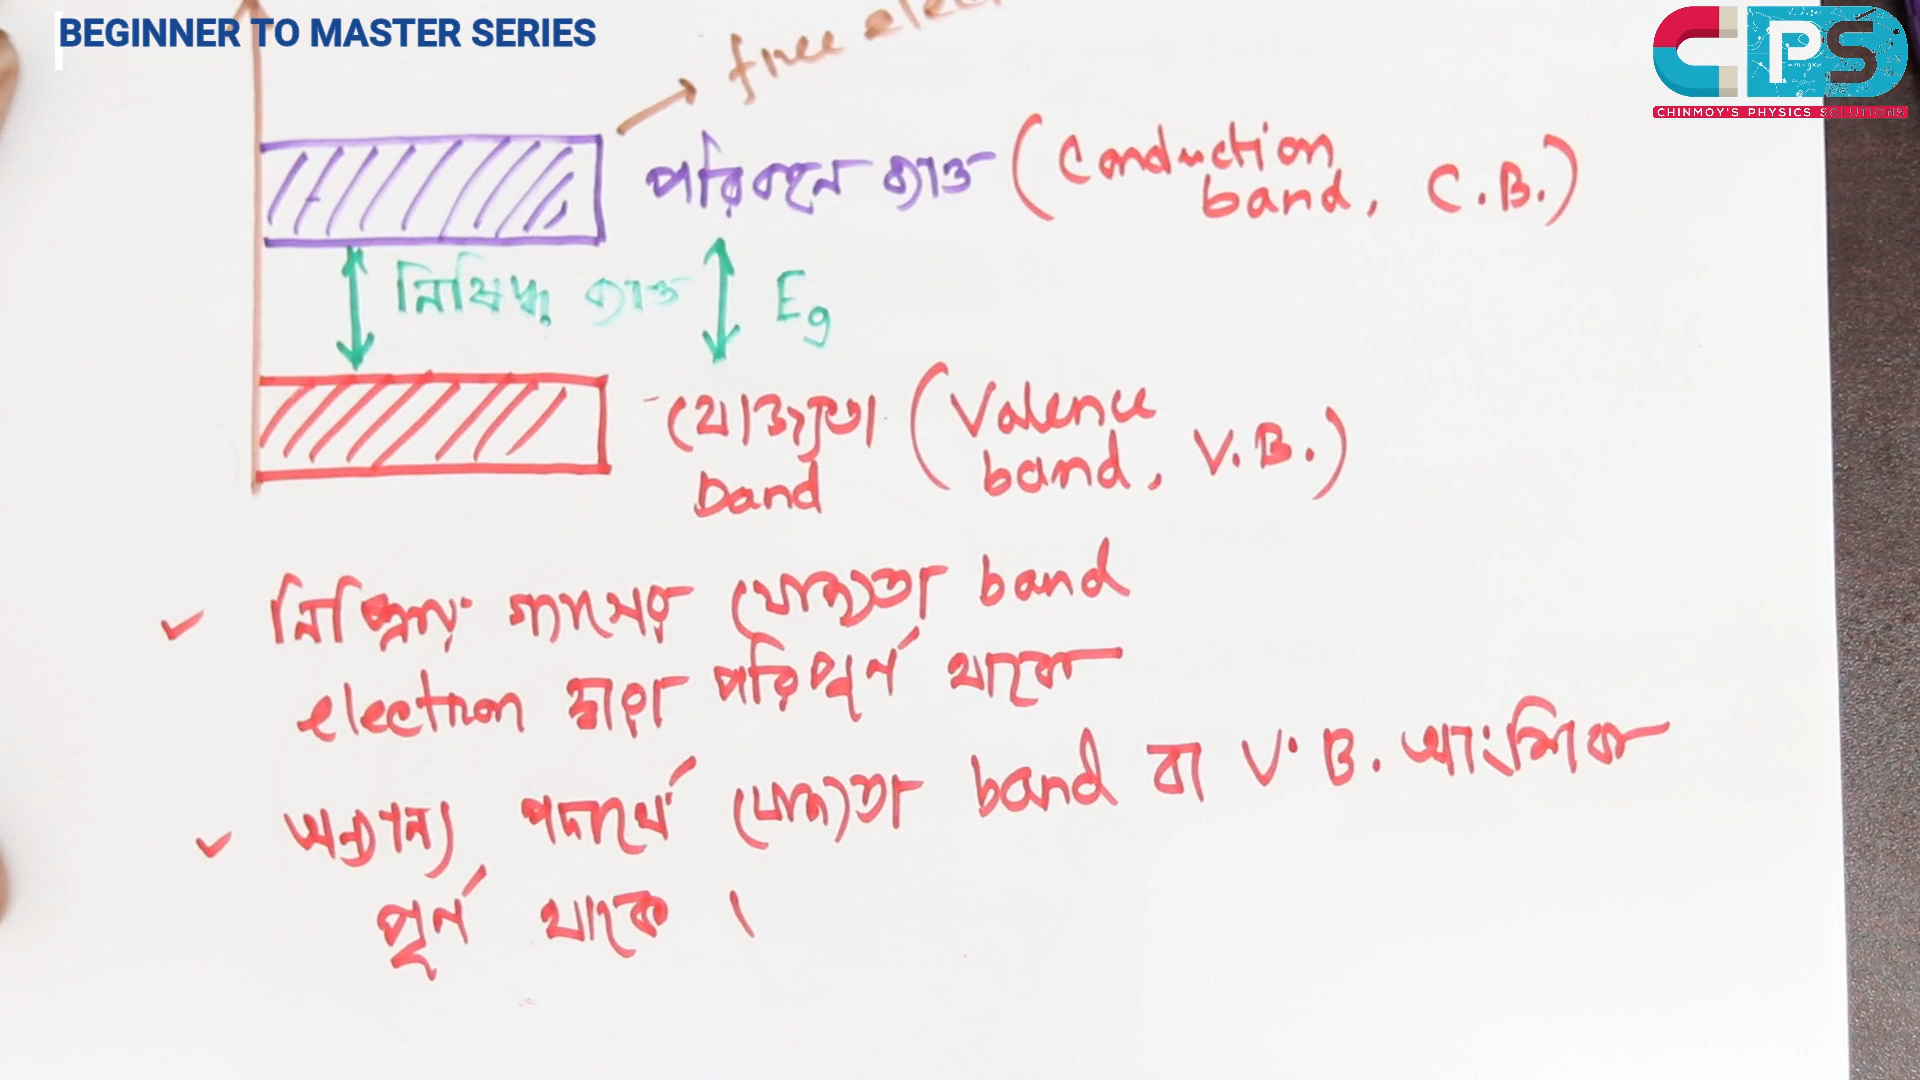 BEGINNER TO MASTER SERIES
CPS
CHINMOY'S PHYSICS SOLUTIONS
free elec
পরিবহন ব্যান্ড (Conduction band, C.B.)
নিষিদ্ধ ব্যান্ড Eg
যোজ্যতা band (Valence band, V.B.)
নিষ্ক্রিয় গ্যাসের যোজ্যতা band
electron দ্বারা পরিপূর্ণ থাকে
অন্যান্য পদার্থে যোজ্যতা band বা V.B. আংশিক
পূর্ণ থাকে।